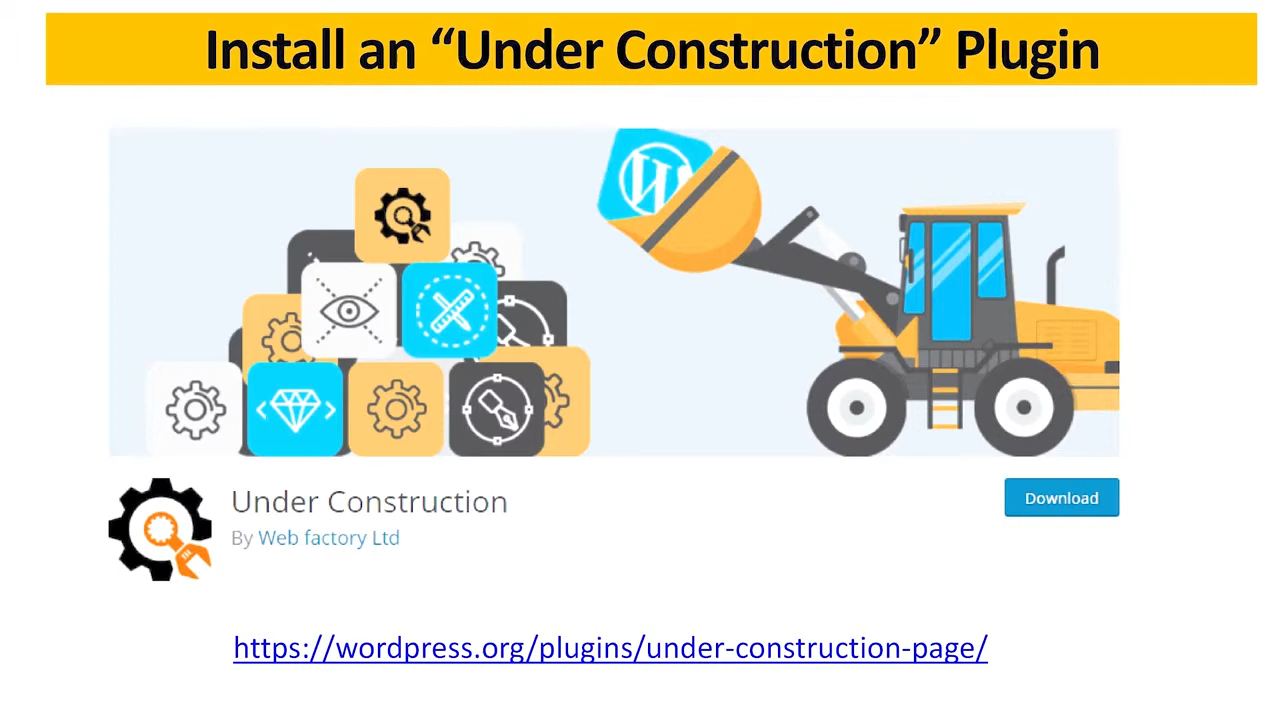 Install an “Under Construction” Plugin
Under Construction
Download
By Web factory Ltd
https://wordpress.org/plugins/under-construction-page/